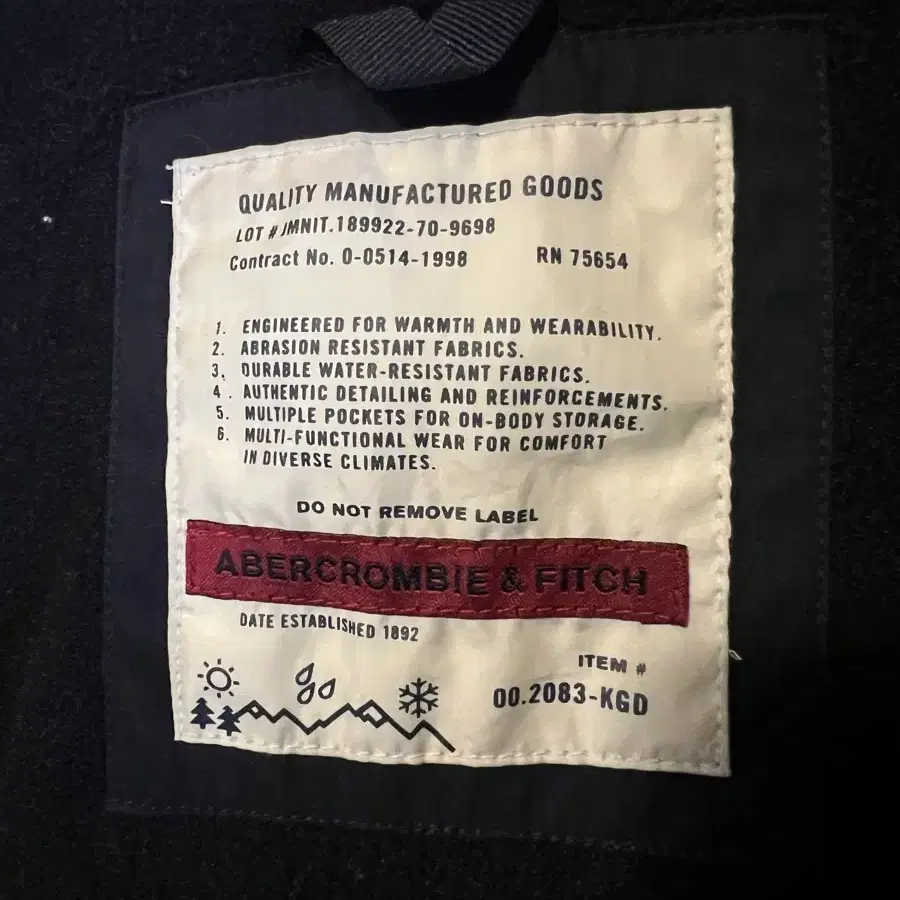 QUALITY MANUFACTURED GOODS
LOT # JMNIT.189922-70-9698
Contract No. 0-0514-1998 RN 75654
1. ENGINEERED FOR WARMTH AND WEARABILITY.
2. ABRASION RESISTANT FABRICS.
3. DURABLE WATER-RESISTANT FABRICS.
4. AUTHENTIC DETAILING AND REINFORCEMENTS.
5. MULTIPLE POCKETS FOR ON-BODY STORAGE.
6. MULTI-FUNCTIONAL WEAR FOR COMFORT
IN DIVERSE CLIMATES.
DO NOT REMOVE LABEL
ABERCROMBIE & FITCH
DATE ESTABLISHED 1892
ITEM #
00.2083-KGD